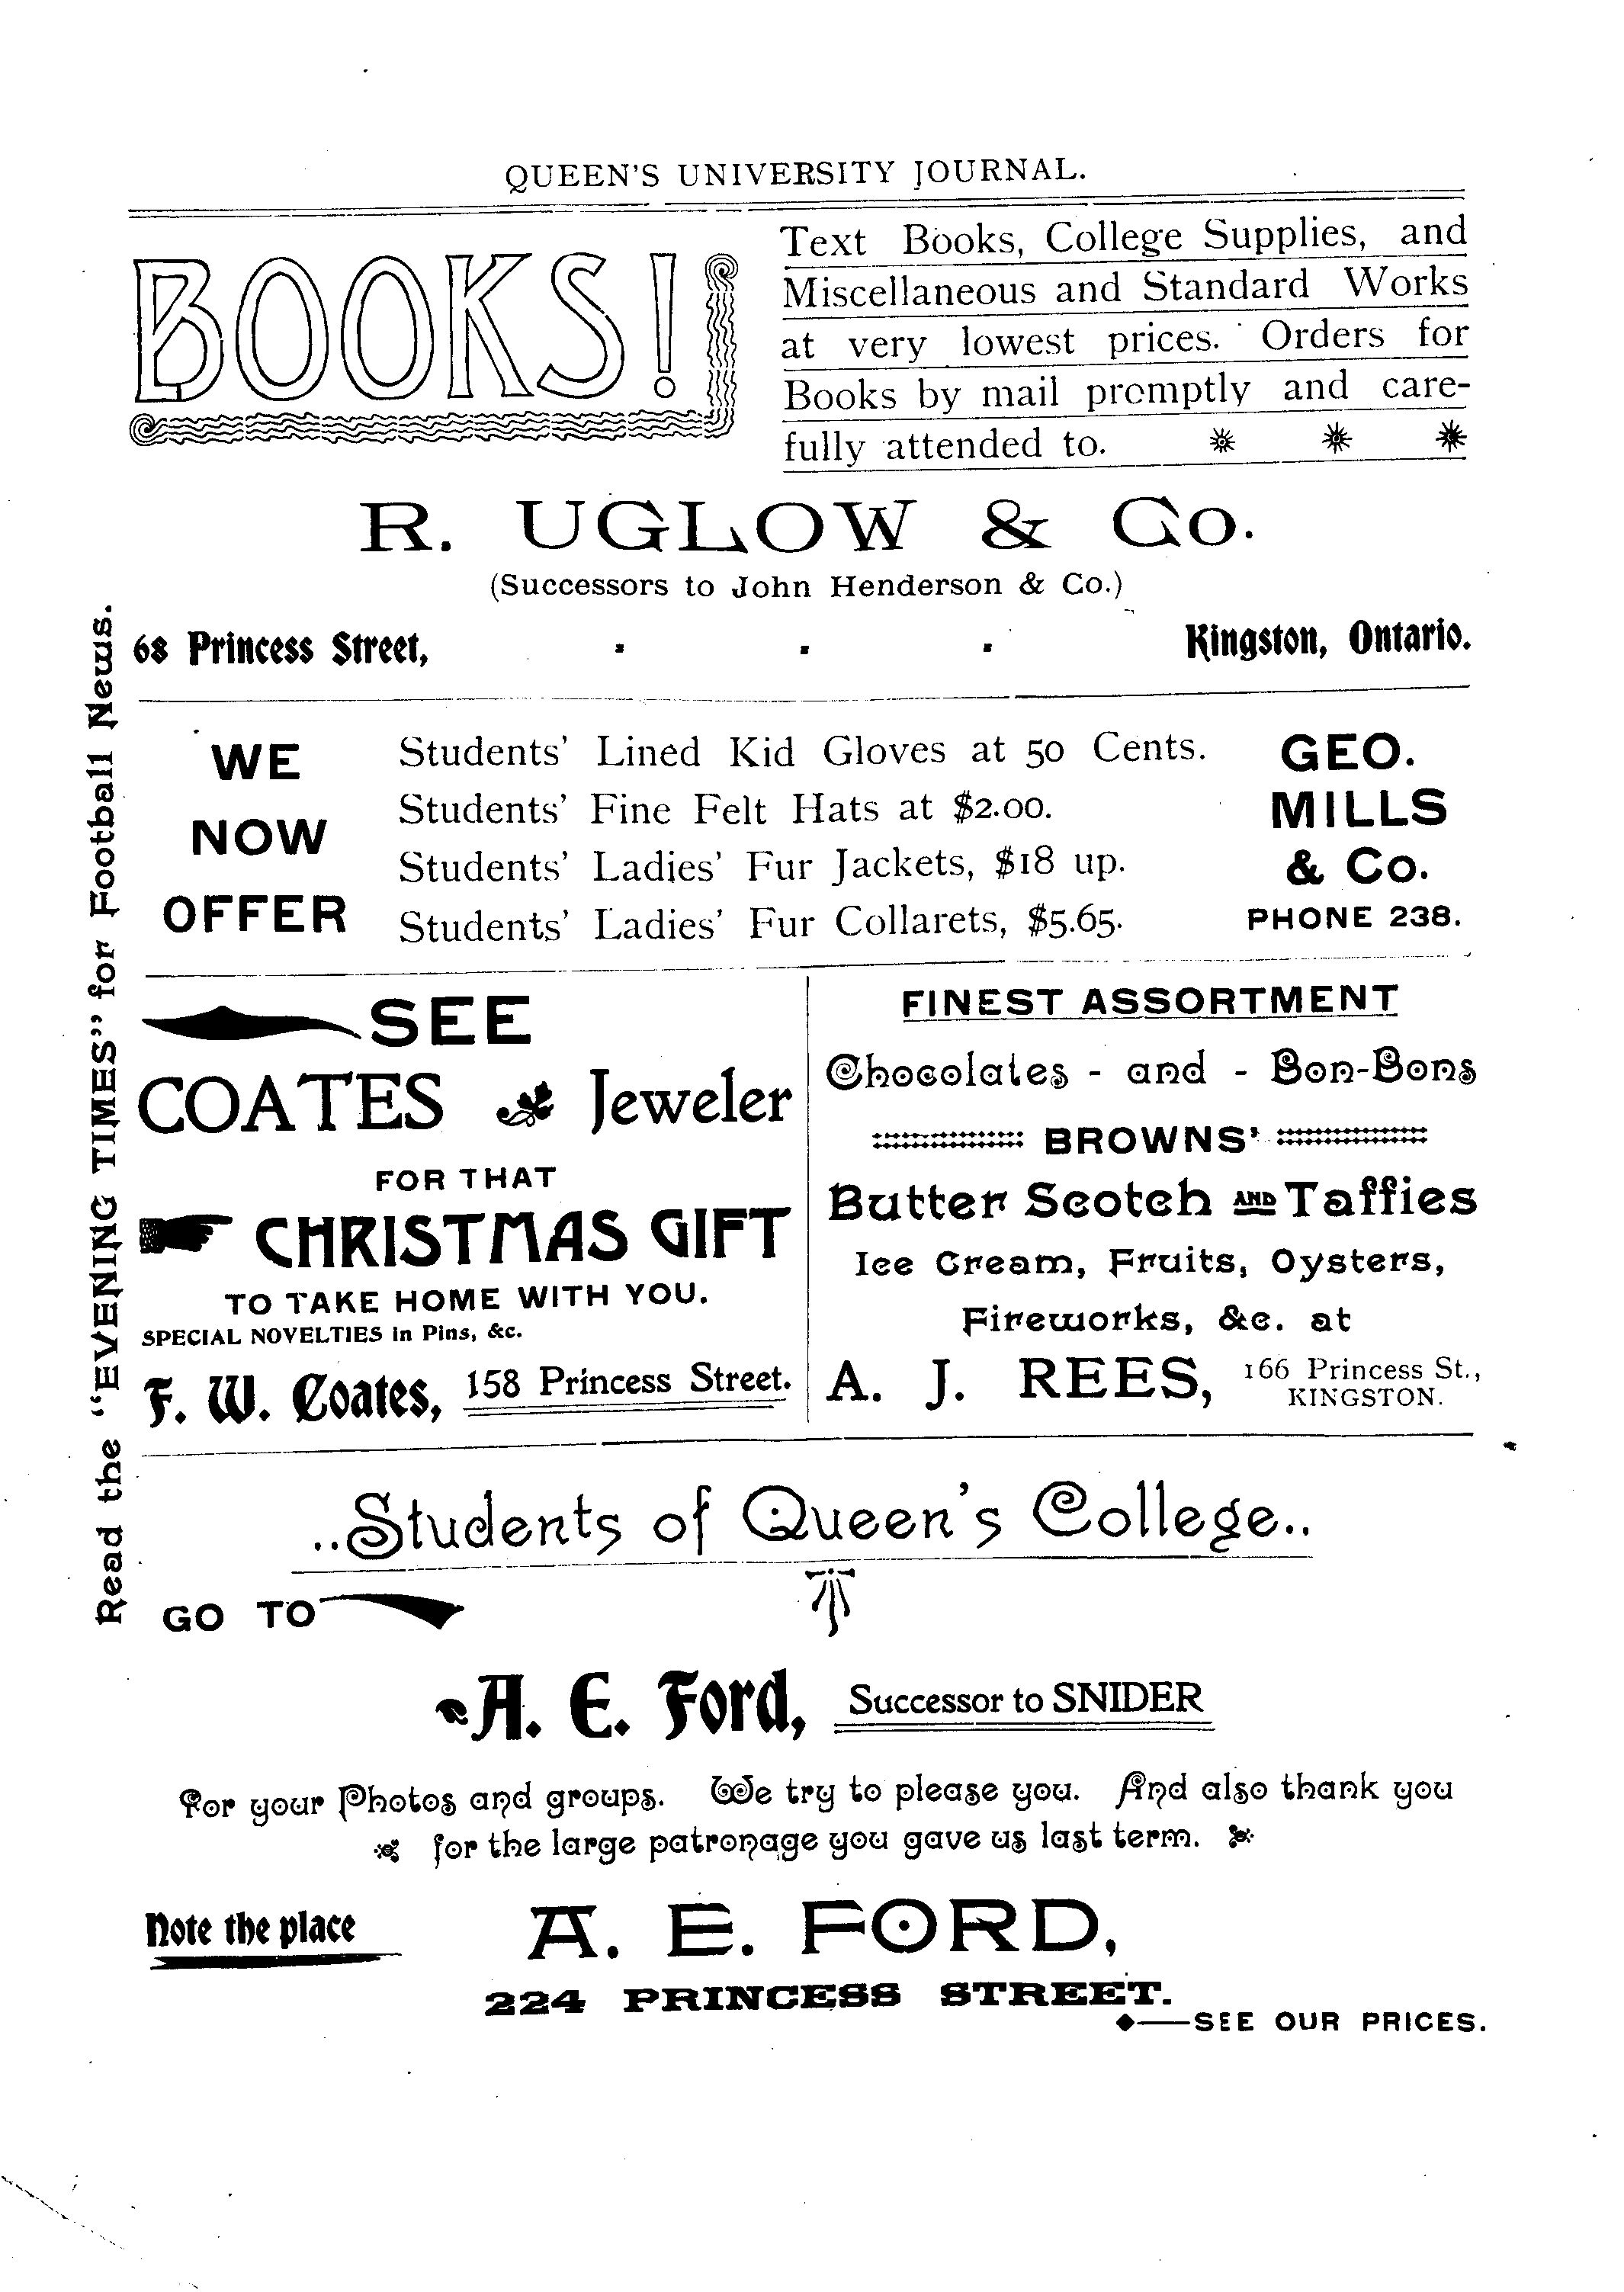 QUEEN'S UNIVERSITY JOURNAL.
BOOKS!
Text Books, College Supplies, and
Miscellaneous and Standard Works
at very lowest prices. Orders for
Books by mail promptly and care-
fully attended to.
R. UGLOW & Co.
(Successors to John Henderson & Co.)
68 Princess Street, . . . Kingston, Ontario.
WE
NOW
OFFER
Students' Lined Kid Gloves at 50 Cents.
Students' Fine Felt Hats at $2.00.
Students' Ladies' Fur Jackets, $18 up.
Students' Ladies' Fur Collarets, $5.65.
GEO.
MILLS
& Co.
PHONE 238.
SEE
COATES Jeweler
FOR THAT
CHRISTMAS GIFT
TO TAKE HOME WITH YOU.
SPECIAL NOVELTIES in Pins, &c.
F. W. Coates, 158 Princess Street.
FINEST ASSORTMENT
Chocolates - and - Bon-Bons
BROWNS'
Butter Scotch AND Taffies
Ice Cream, Fruits, Oysters,
Fireworks, &c. at
A. J. REES, 166 Princess St.,
KINGSTON.
Read the "EVENING TIMES" for Football News.
..Students of Queen's College..
GO TO
A. E. Ford, Successor to SNIDER
For your Photos and groups. We try to please you. And also thank you
for the large patronage you gave us last term.
Note the place
A. E. FORD,
224 PRINCESS STREET.
SEE OUR PRICES.